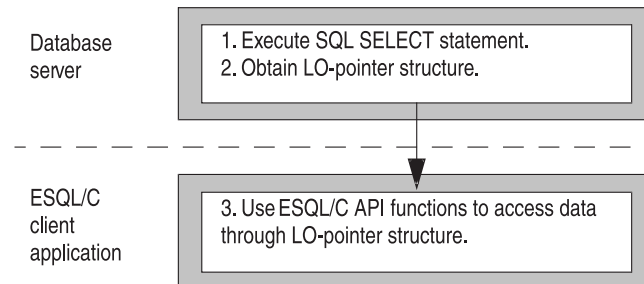 Database
server
1. Execute SQL SELECT statement.
2. Obtain LO-pointer structure.
ESQL/C
client
application
3. Use ESQL/C API functions to access data
through LO-pointer structure.